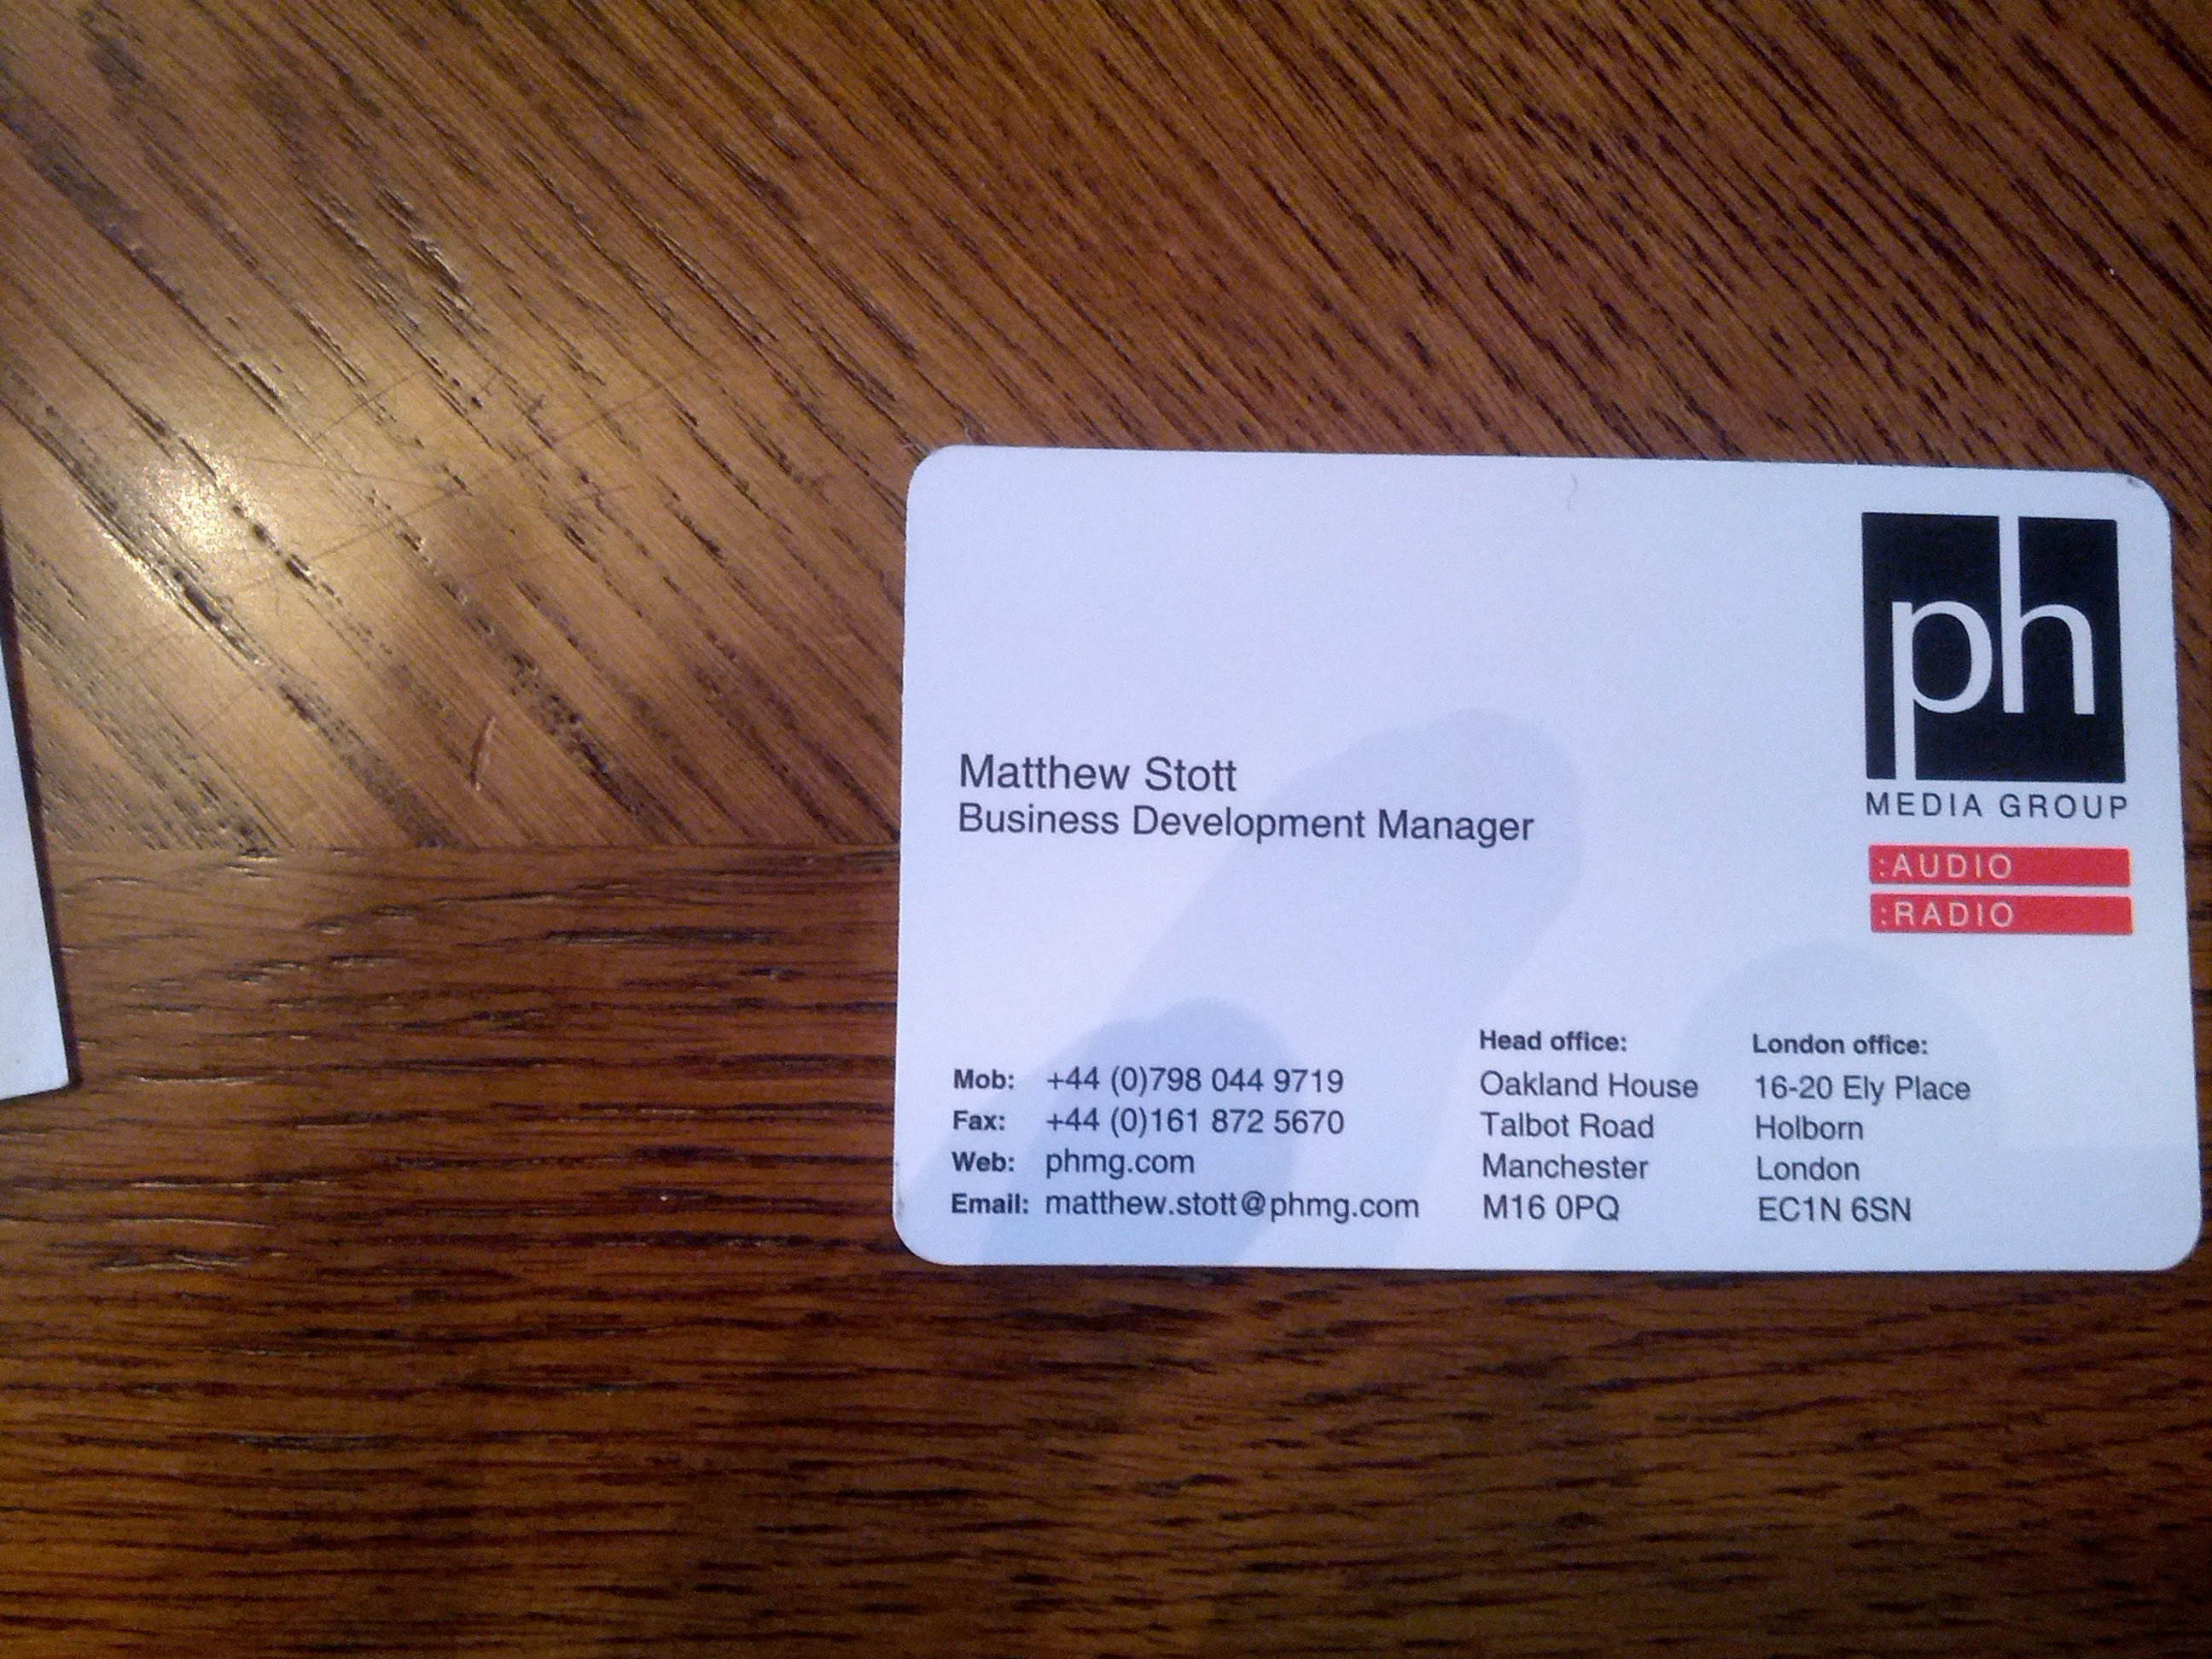 ph
MEDIA GROUP
:AUDIO
:RADIO
Matthew Stott
Business Development Manager
Mob: +44 (0)798 044 9719
Fax: +44 (0)161 872 5670
Web: phmg.com
Email: matthew.stott@phmg.com
Head office:
Oakland House
Talbot Road
Manchester
M16 0PQ
London office:
16-20 Ely Place
Holborn
London
EC1N 6SN